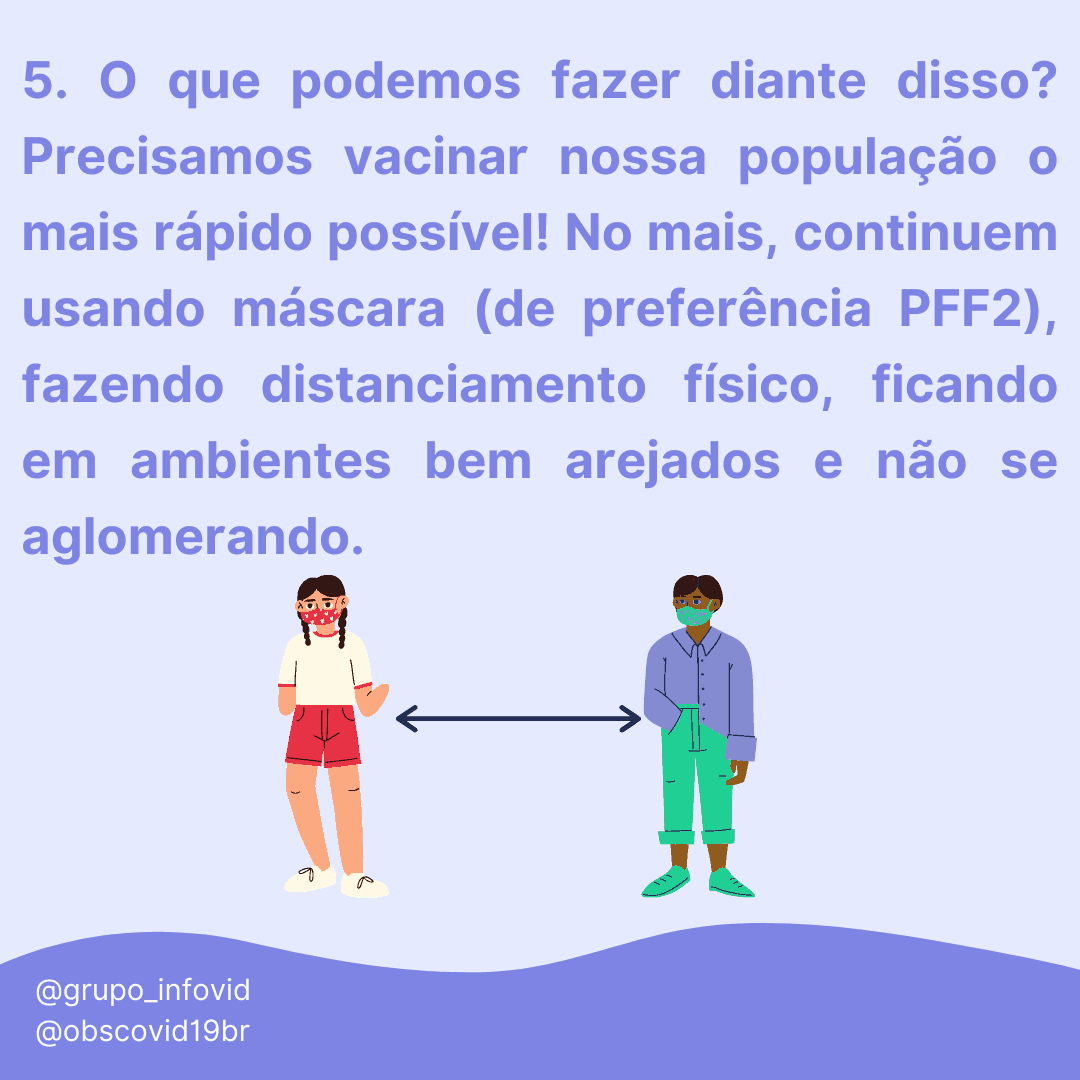 5. O que podemos fazer diante disso?
Precisamos vacinar nossa população o
mais rápido possível! No mais, continuem
usando máscara (de preferência PFF2),
fazendo distanciamento físico, ficando
em ambientes bem arejados e não se
aglomerando.
@grupo_infovid
@obscovid19br